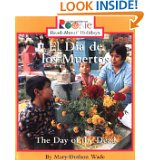 Rookie
Read-About® Holidays
El Día de
los Muertos
The Day of the Dead
By Mary Dodson Wade